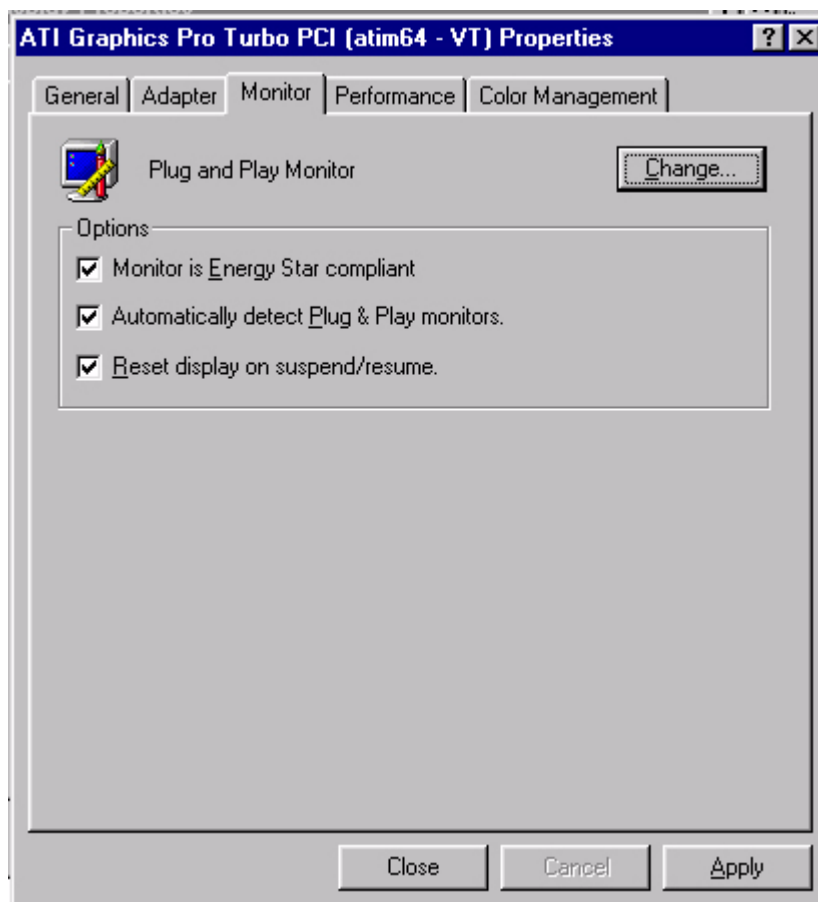 ATI Graphics Pro Turbo PCI (atim64 - VT) Properties
General Adapter Monitor Performance Color Management
Plug and Play Monitor Change...
Options
Monitor is Energy Star compliant
Automatically detect Plug & Play monitors.
Reset display on suspend/resume.
Close Cancel Apply